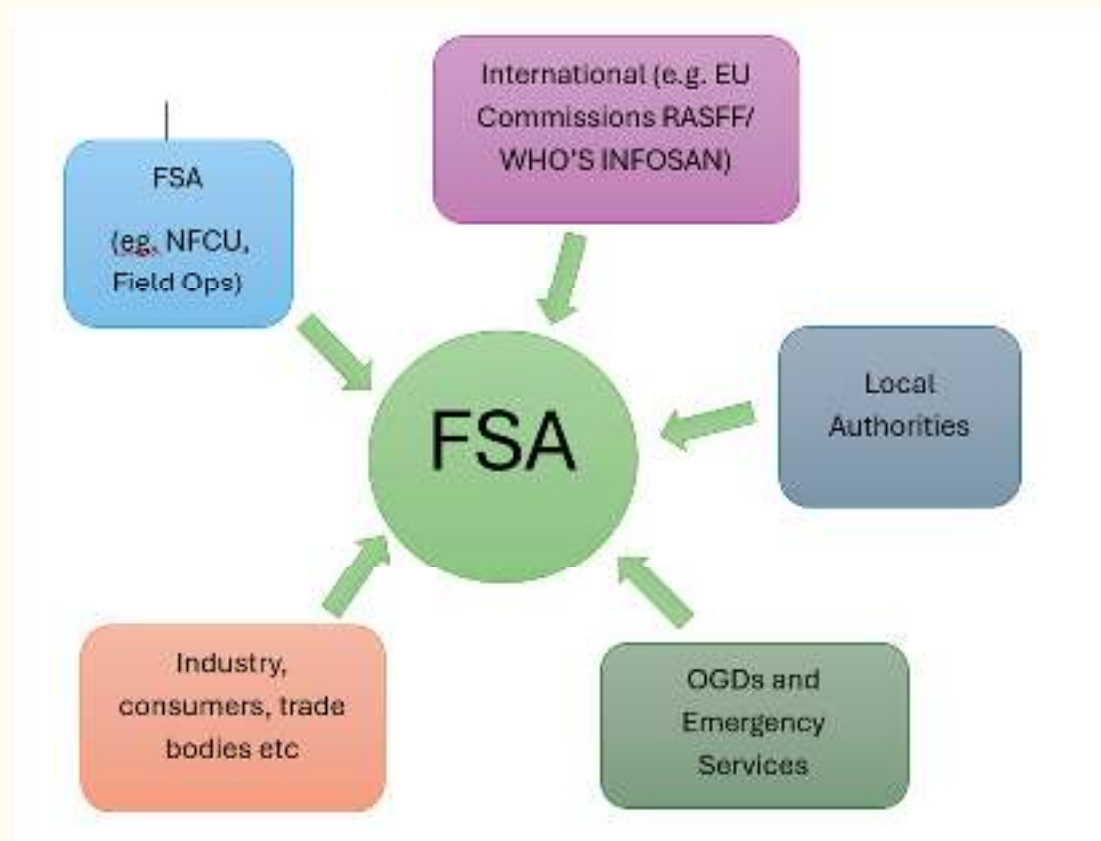 International (e.g. EU
Commissions RASFF/
WHO'S INFOSAN)
FSA
(eg. NFCU,
Field Ops)
Local
Authorities
FSA
Industry,
consumers, trade
bodies etc
OGDs and
Emergency
Services